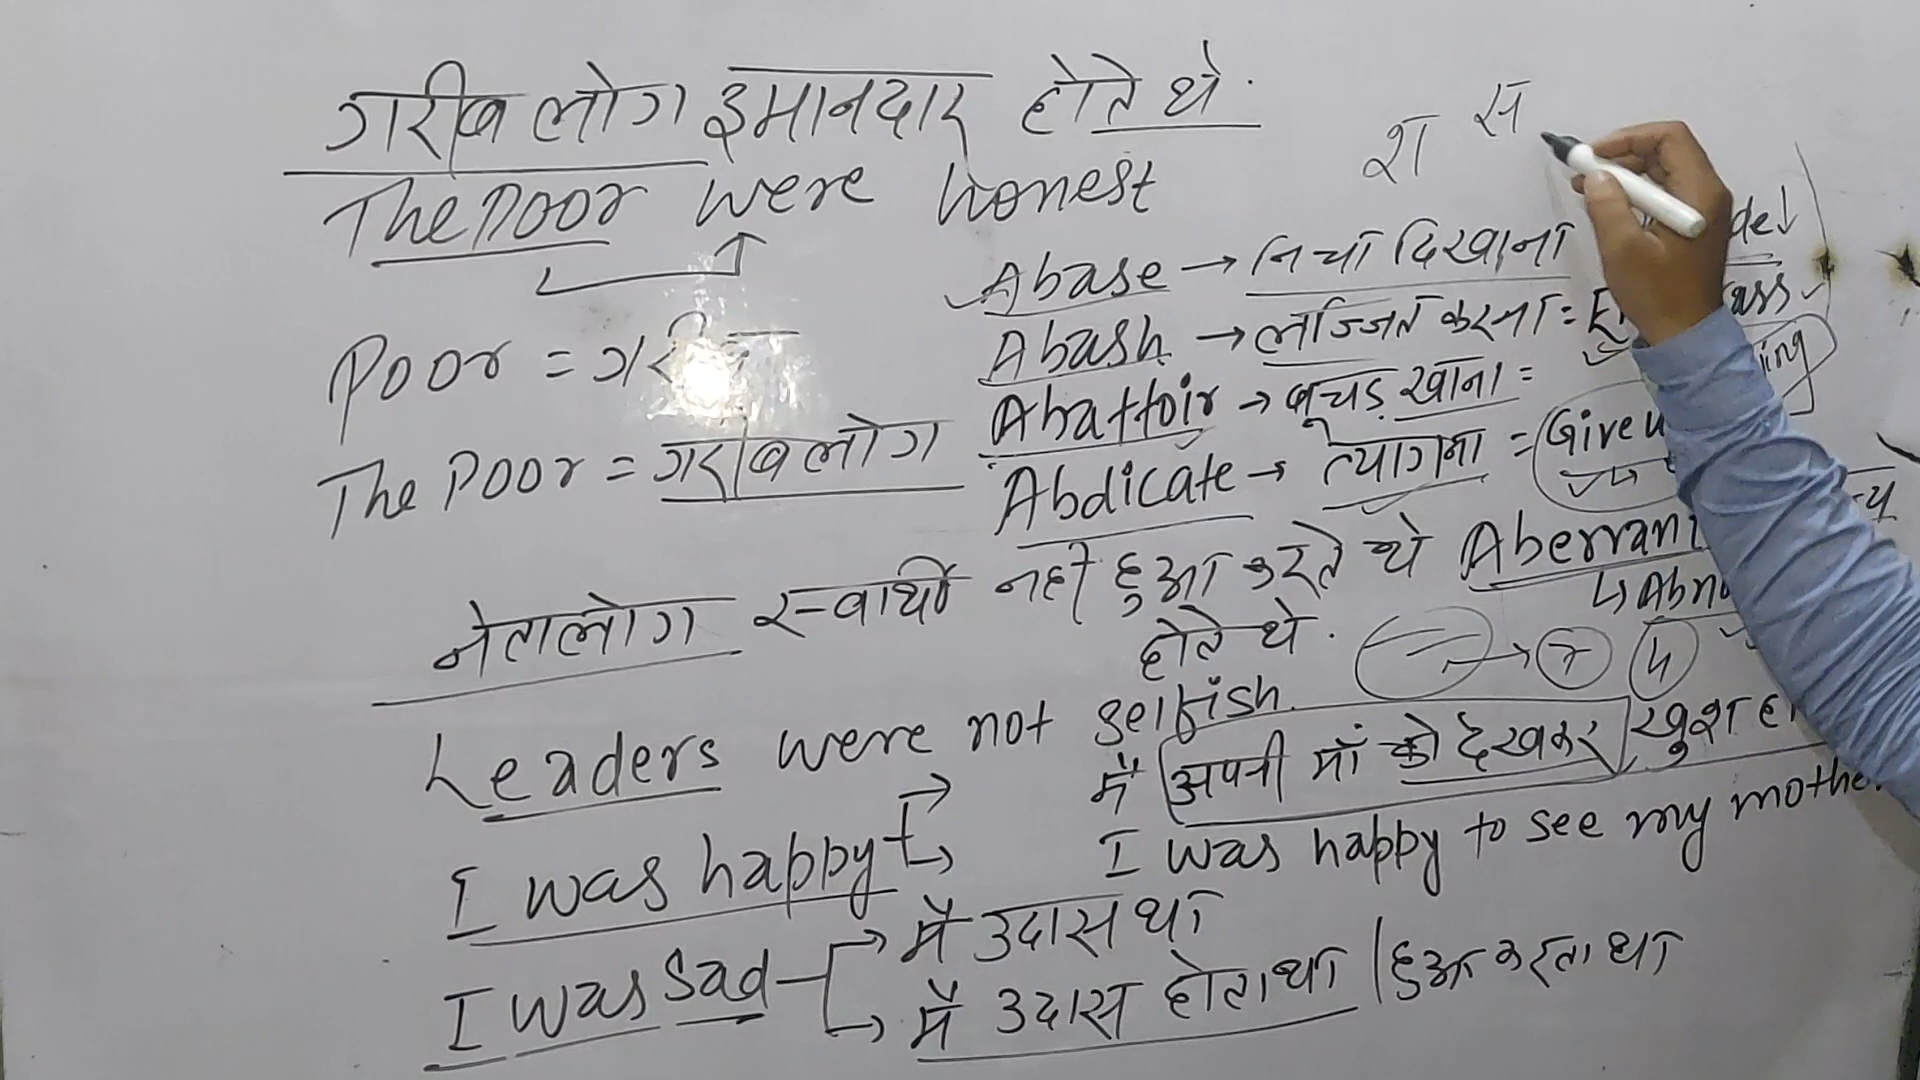 गरीब लोग इमानदार होते थे.
The Poor were honest
श स
Abase → निचा दिखाना
Poor = गरीब
Abash → लज्जित करना =
Abattoir → बूचड़ खाना =
The Poor = गरीब लोग
Abdicate → त्यागना = Give
नेता लोग स्वार्थी नही हुआ करते थे
होते थे.
Aberrant
Leaders were not selfish.
मैं अपनी माँ को देखकर खुश
I was happy
I was happy to see my mother
मैं उदास था
I was sad
मैं उदास होता था | हुआ करता था